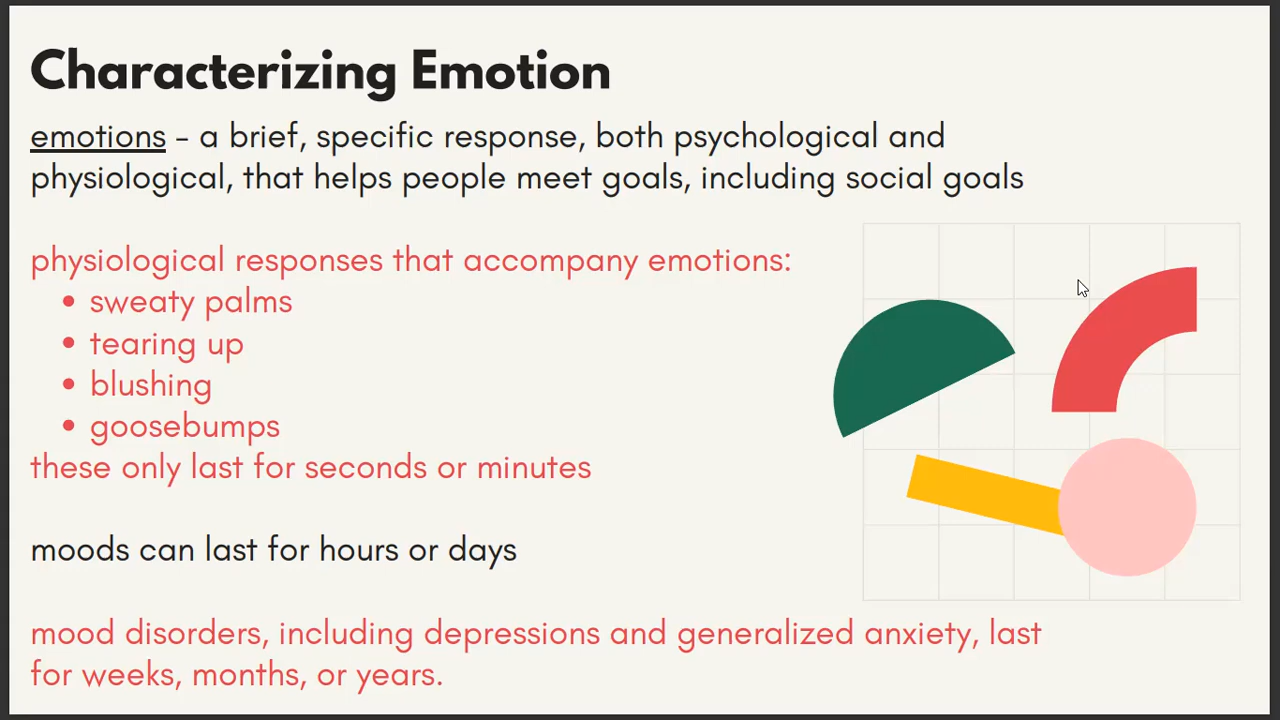 Characterizing Emotion
emotions - a brief, specific response, both psychological and
physiological, that helps people meet goals, including social goals
physiological responses that accompany emotions:
• sweaty palms
• tearing up
• blushing
• goosebumps
these only last for seconds or minutes
moods can last for hours or days
mood disorders, including depressions and generalized anxiety, last
for weeks, months, or years.